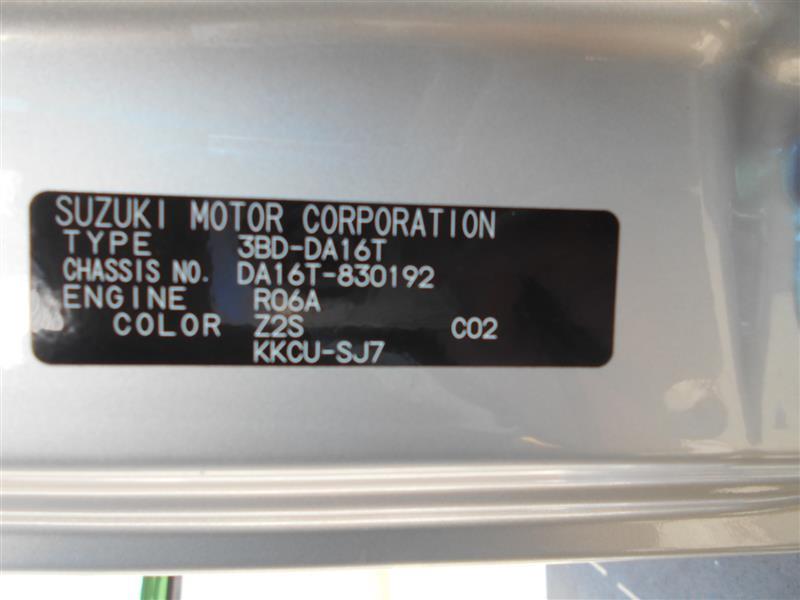 SUZUKI MOTOR CORPORATION
TYPE 3BD-DA16T
CHASSIS NO. DA16T-830192
ENGINE R06A
COLOR Z2S C02
KKCU-SJ7